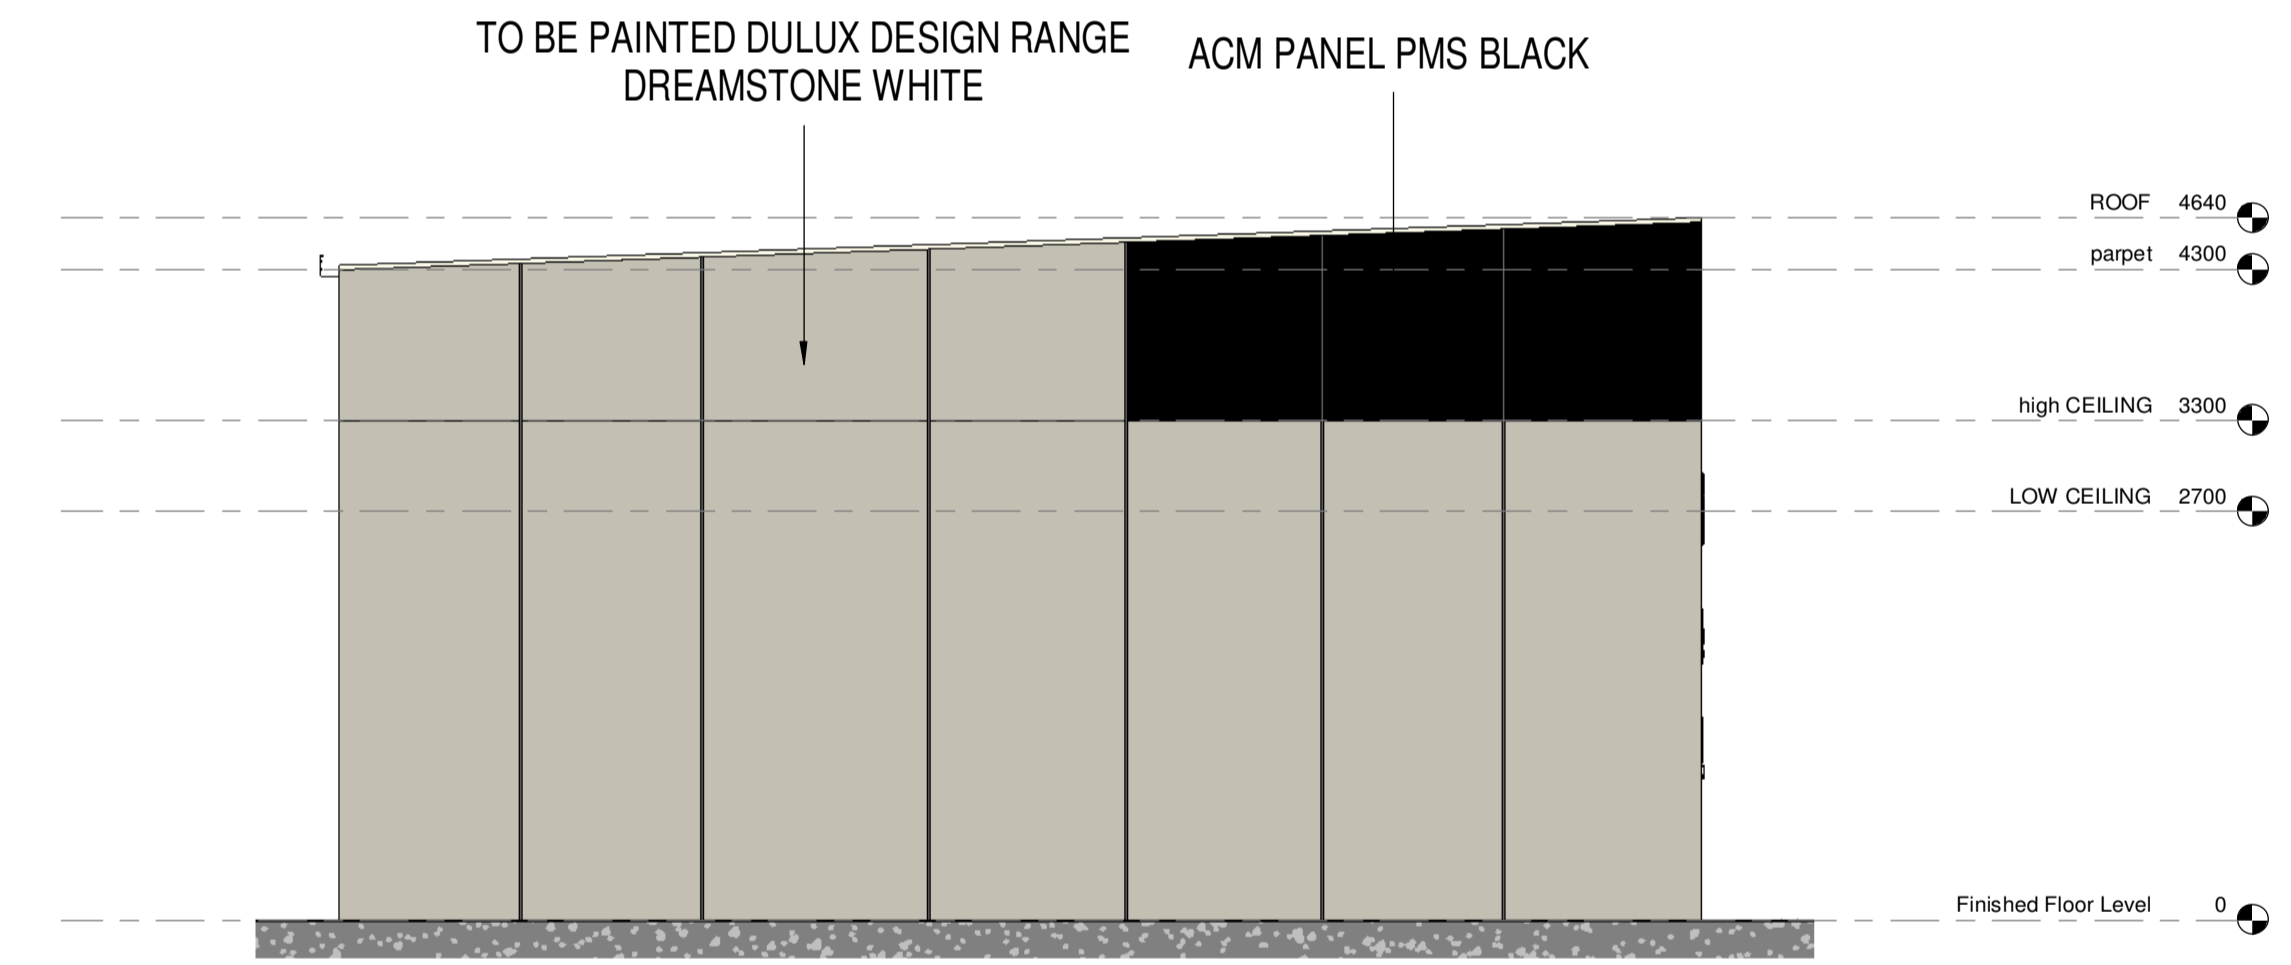 TO BE PAINTED DULUX DESIGN RANGE
DREAMSTONE WHITE
ACM PANEL PMS BLACK
ROOF 4640
parpet 4300
high CEILING 3300
LOW CEILING 2700
Finished Floor Level 0